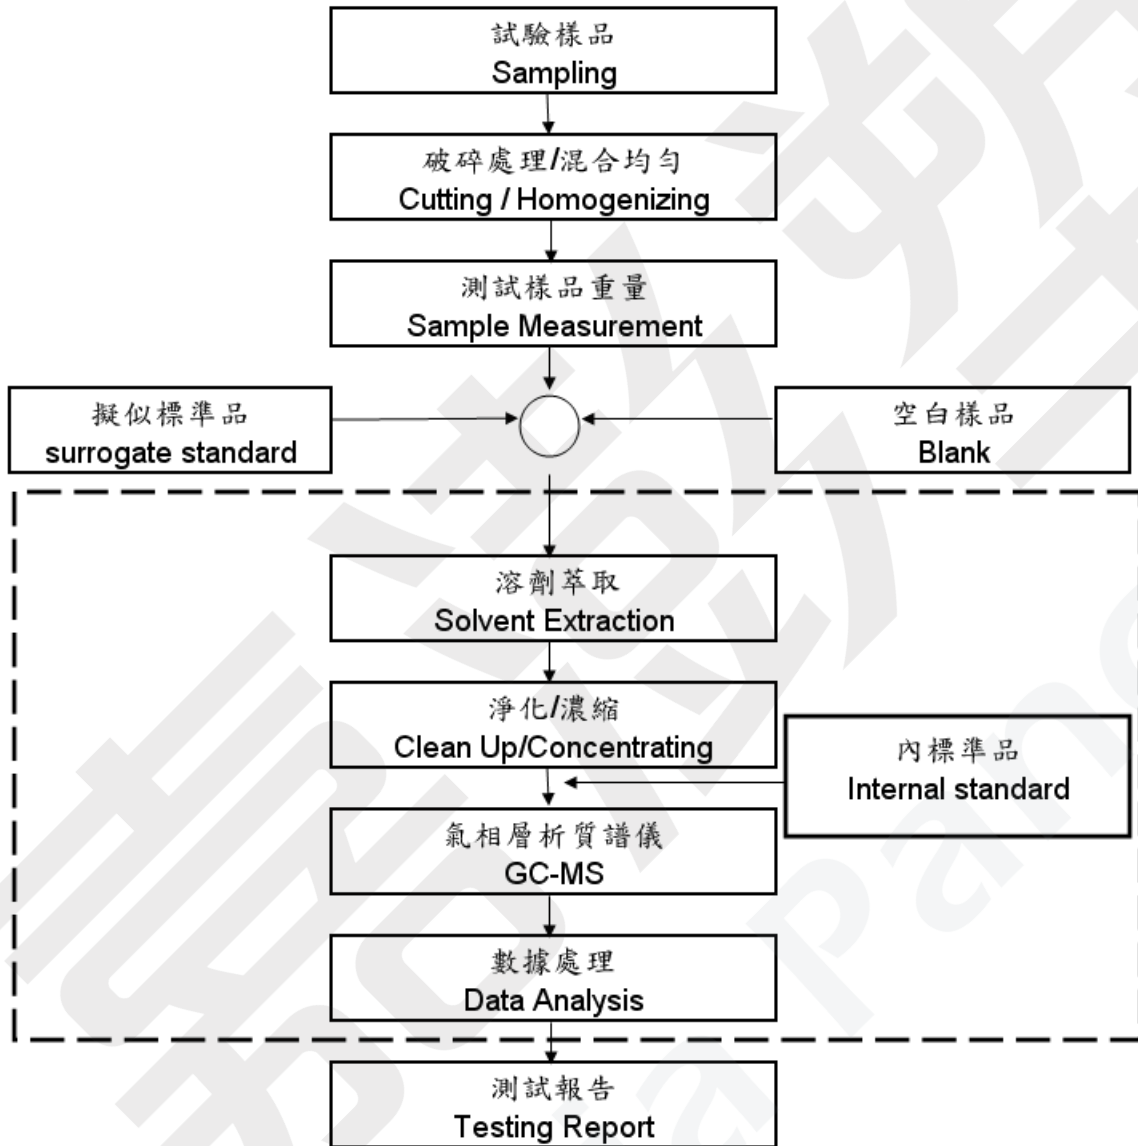 試驗樣品
Sampling
破碎處理/混合均勻
Cutting / Homogenizing
測試樣品重量
Sample Measurement
擬似標準品
surrogate standard
空白樣品
Blank
溶劑萃取
Solvent Extraction
淨化/濃縮
Clean Up/Concentrating
內標準品
Internal standard
氣相層析質譜儀
GC-MS
數據處理
Data Analysis
測試報告
Testing Report